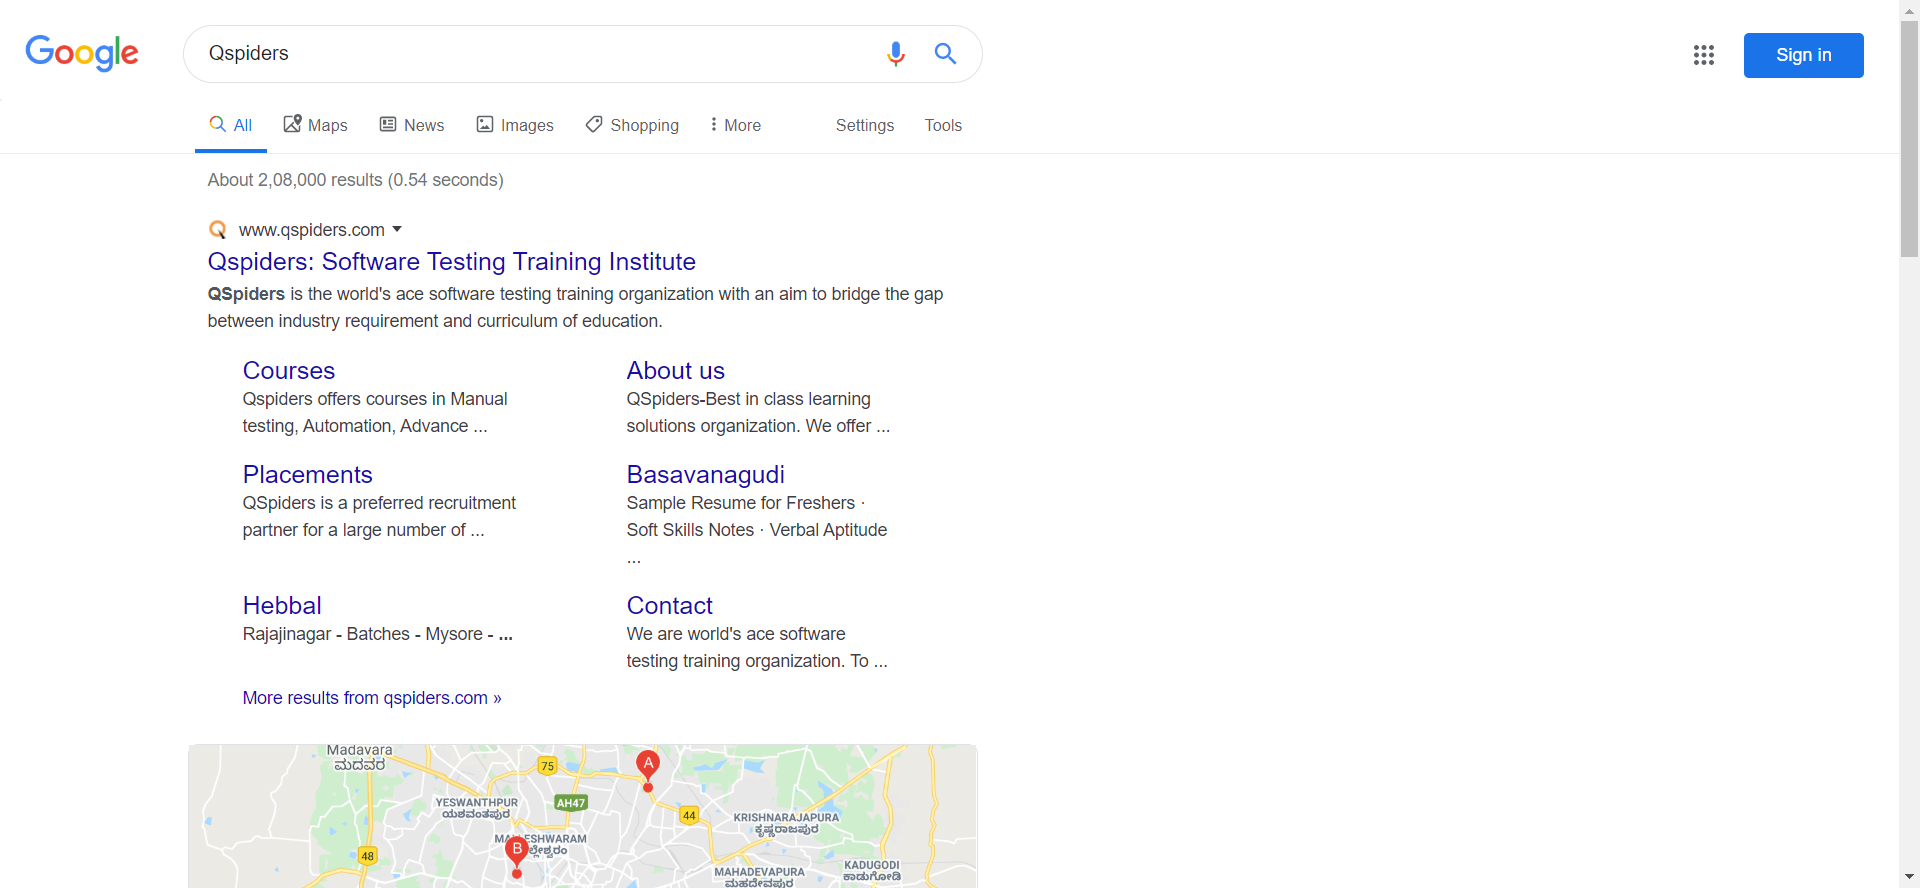 Google
Qspiders
Sign in
All
Maps
News
Images
Shopping
More
Settings
Tools
About 2,08,000 results (0.54 seconds)
www.qspiders.com
Qspiders: Software Testing Training Institute
QSpiders is the world's ace software testing training organization with an aim to bridge the gap
between industry requirement and curriculum of education.
Courses
Qspiders offers courses in Manual
testing, Automation, Advance ...
About us
QSpiders-Best in class learning
solutions organization. We offer ...
Placements
QSpiders is a preferred recruitment
partner for a large number of ...
Basavanagudi
Sample Resume for Freshers ·
Soft Skills Notes · Verbal Aptitude
...
Hebbal
Rajajinagar - Batches - Mysore - ...
Contact
We are world's ace software
testing training organization. To ...
More results from qspiders.com »
Madavara
ಮದವರ
75
A
YESWANTHPUR
ಯಶವಂತಪುರ
AH47
44
KRISHNARAJAPURA
ಕೃಷ್ಣರಾಜಪುರ
B
48
MAHADEVAPURA
ಮಹದೇವಪುರ
KADUGODI
ಕಾಡುಗೋಡಿ